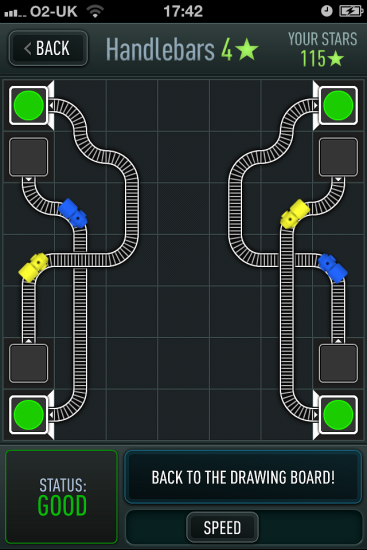 O2-UK 17:42
BACK
Handlebars 4★
YOUR STARS
115★
STATUS:
GOOD
BACK TO THE DRAWING BOARD!
SPEED